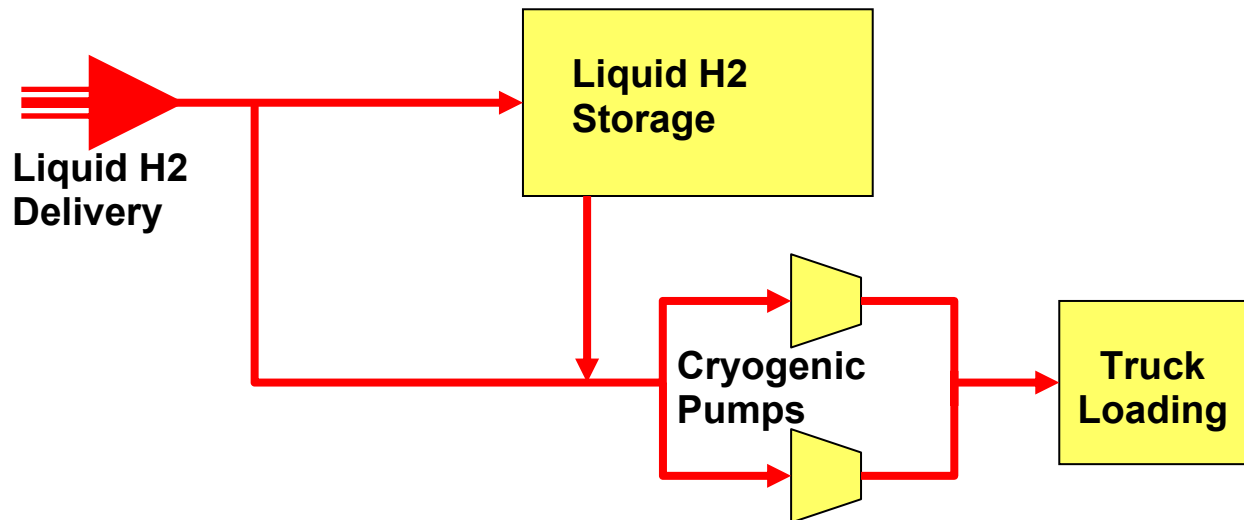 Liquid H2
Storage
Liquid H2
Delivery
Cryogenic
Pumps
Truck
Loading